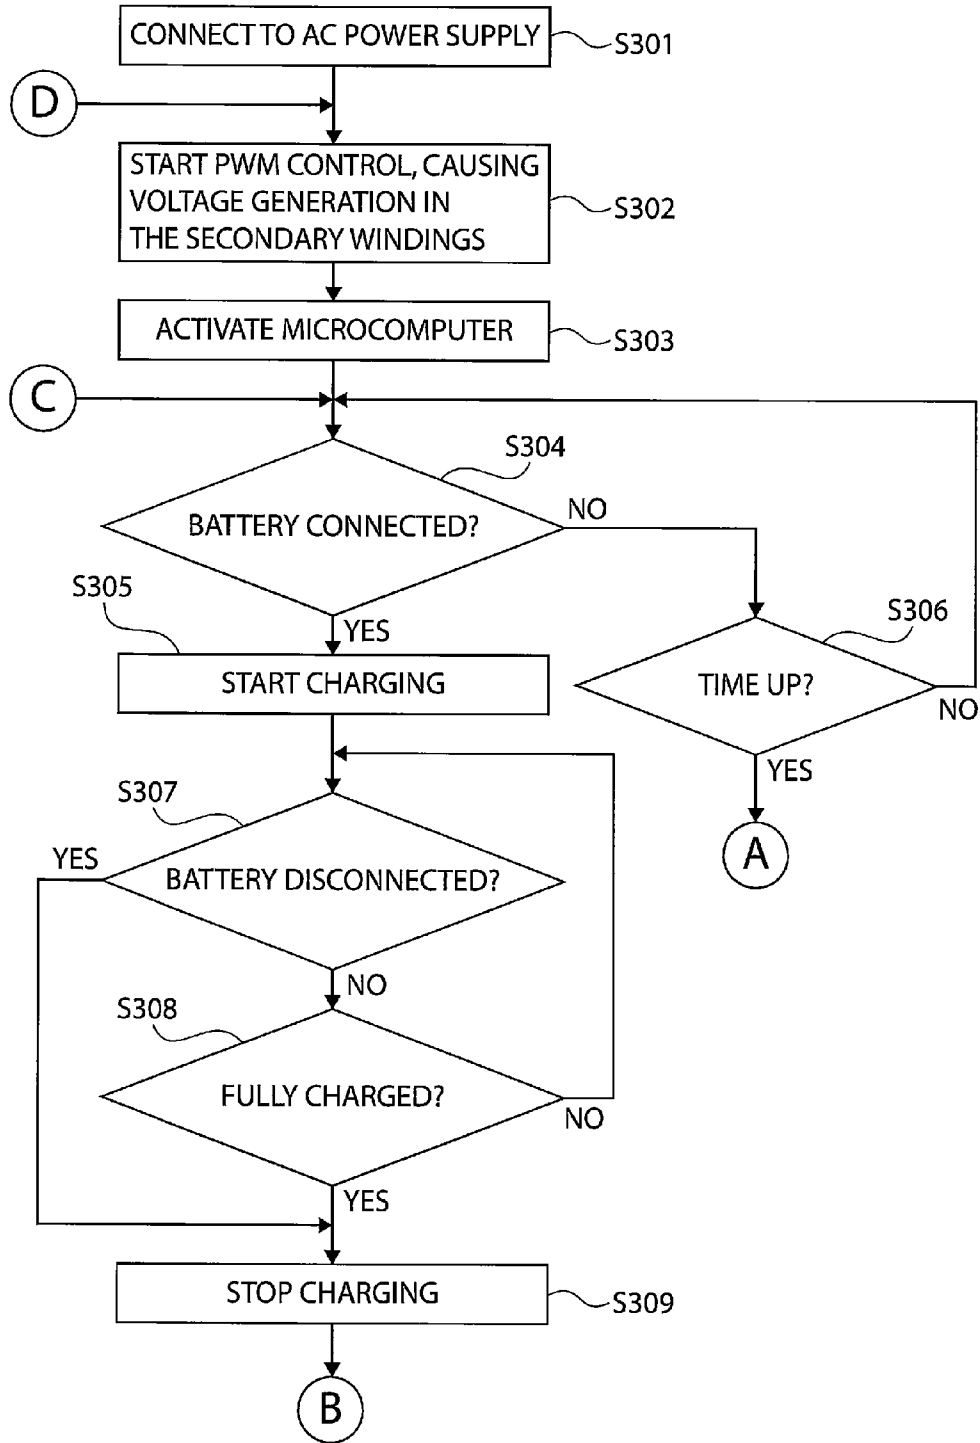 CONNECT TO AC POWER SUPPLY
S301
D
START PWM CONTROL, CAUSING
VOLTAGE GENERATION IN
THE SECONDARY WINDINGS
S302
ACTIVATE MICROCOMPUTER
S303
C
S304
BATTERY CONNECTED?
NO
YES
S305
START CHARGING
S306
TIME UP?
NO
YES
A
S307
YES
BATTERY DISCONNECTED?
NO
S308
FULLY CHARGED?
NO
YES
STOP CHARGING
S309
B